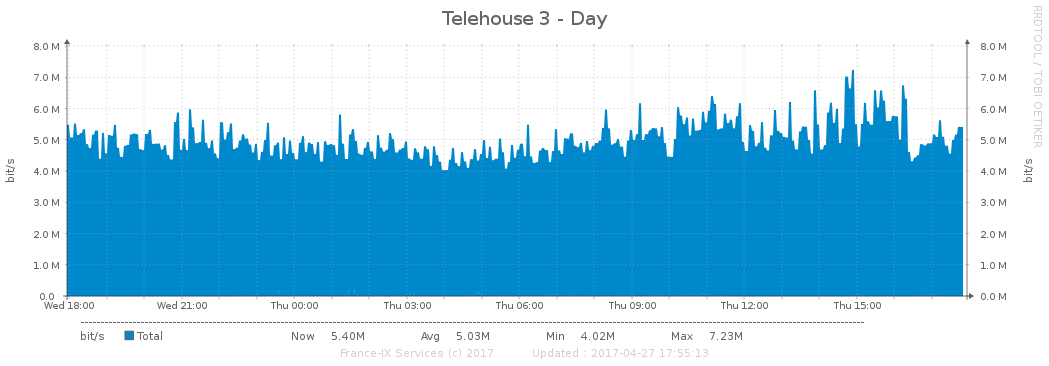 Telehouse 3 - Day
RRDTOOL / TOBI OETIKER
8.0 M 8.0 M
7.0 M 7.0 M
6.0 M 6.0 M
5.0 M 5.0 M
4.0 M 4.0 M
3.0 M 3.0 M
2.0 M 2.0 M
1.0 M 1.0 M
0.0 0.0 M
bit/s bit/s
Wed 18:00 Wed 21:00 Thu 00:00 Thu 03:00 Thu 06:00 Thu 09:00 Thu 12:00 Thu 15:00
bit/s Total Now 5.40M Avg 5.03M Min 4.02M Max 7.23M
France-IX Services (c) 2017 Updated : 2017-04-27 17:55:13